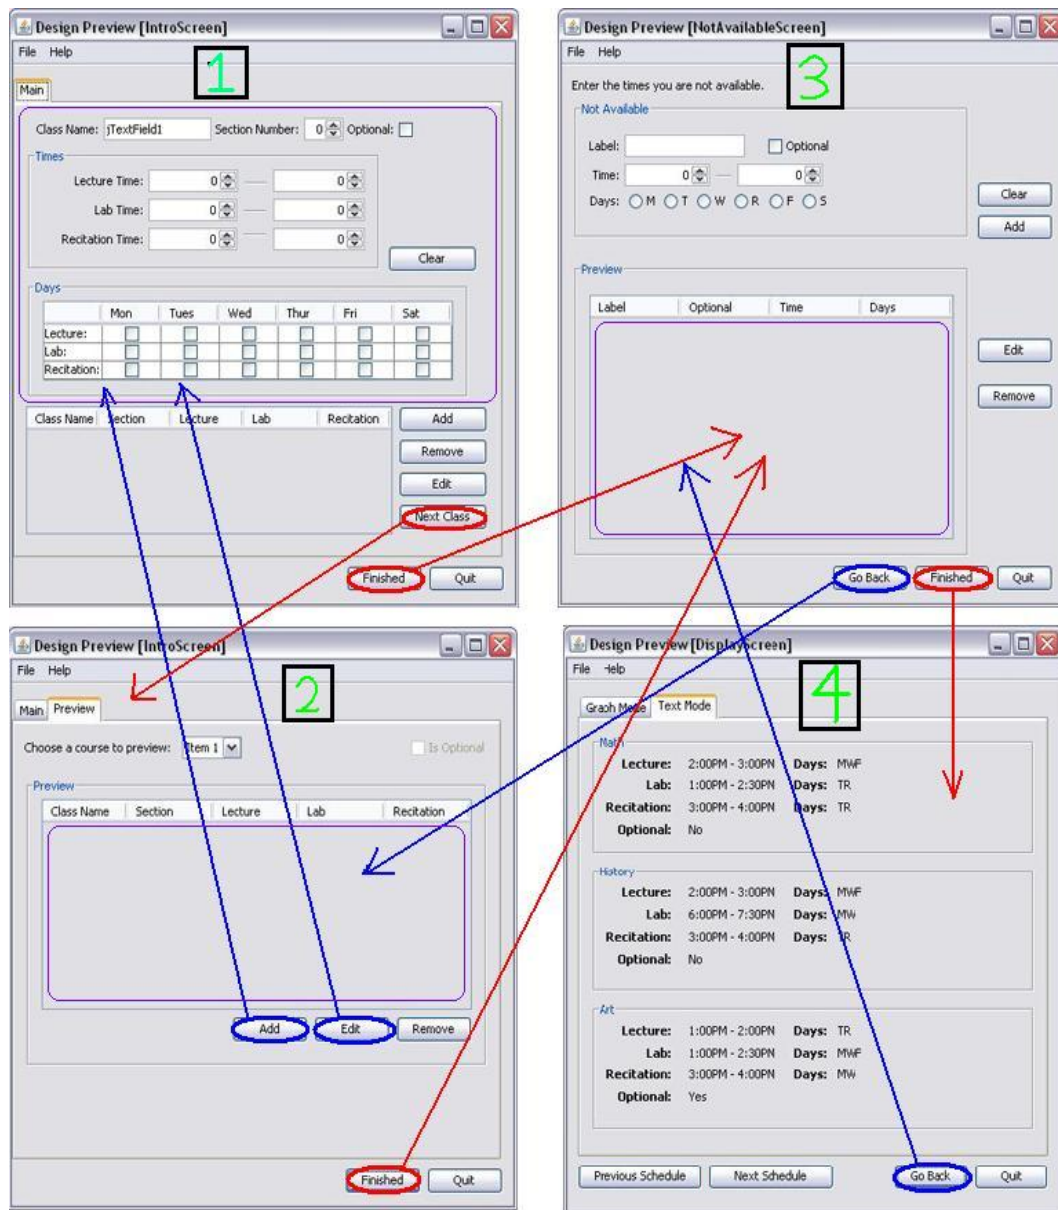 Design Preview [IntroScreen]
File Help
1
Main
Class Name: jTextField1 Section Number: 0 Optional:
Times
Lecture Time: 0 0
Lab Time: 0 0
Recitation Time: 0 0
Clear
Days
Mon Tues Wed Thur Fri Sat
Lecture:
Lab:
Recitation:
Class Name Section Lecture Lab Recitation
Add
Remove
Edit
Next Class
Finished Quit
Design Preview [NotAvailableScreen]
File Help
3
Enter the times you are not available.
Not Available
Label: Optional
Time: 0 0
Days: M T W R F S
Clear
Add
Preview
Label Optional Time Days
Edit
Remove
Go Back Finished Quit
Design Preview [IntroScreen]
File Help
2
Main Preview
Choose a course to preview: Item 1 Is Optional
Preview
Class Name Section Lecture Lab Recitation
Add Edit Remove
Finished Quit
Design Preview [DisplayScreen]
File Help
4
Graph Mode Text Mode
Math
Lecture: 2:00PM - 3:00PN Days: MWF
Lab: 1:00PM - 2:30PN Days: TR
Recitation: 3:00PM - 4:00PN Days: TR
Optional: No
History
Lecture: 2:00PM - 3:00PN Days: MWF
Lab: 6:00PM - 7:30PN Days: MW
Recitation: 3:00PM - 4:00PN Days: TR
Optional: No
Art
Lecture: 1:00PM - 2:00PN Days: TR
Lab: 1:00PM - 2:30PN Days: MWF
Recitation: 3:00PM - 4:00PN Days: MW
Optional: Yes
Previous Schedule Next Schedule Go Back Quit